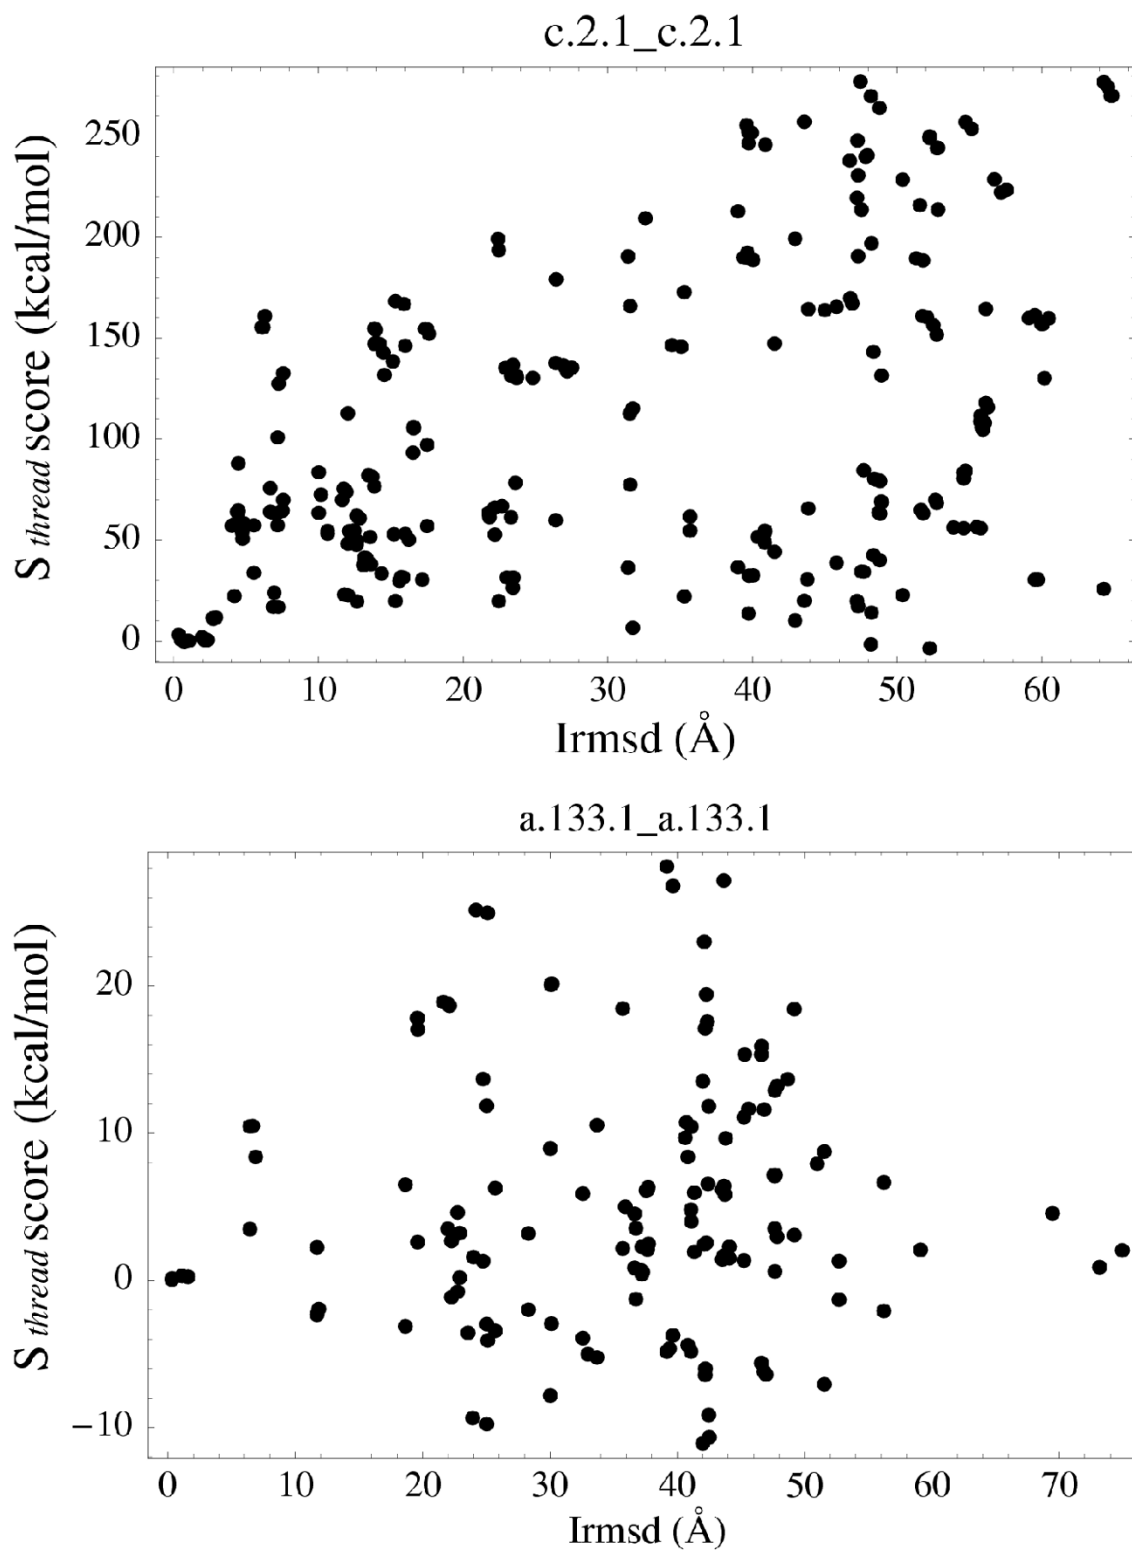 c.2.1_c.2.1
S thread score (kcal/mol)
250
200
150
100
50
0
0 10 20 30 40 50 60
Irmsd (Å)
a.133.1_a.133.1
S thread score (kcal/mol)
20
10
0
−10
0 10 20 30 40 50 60 70
Irmsd (Å)